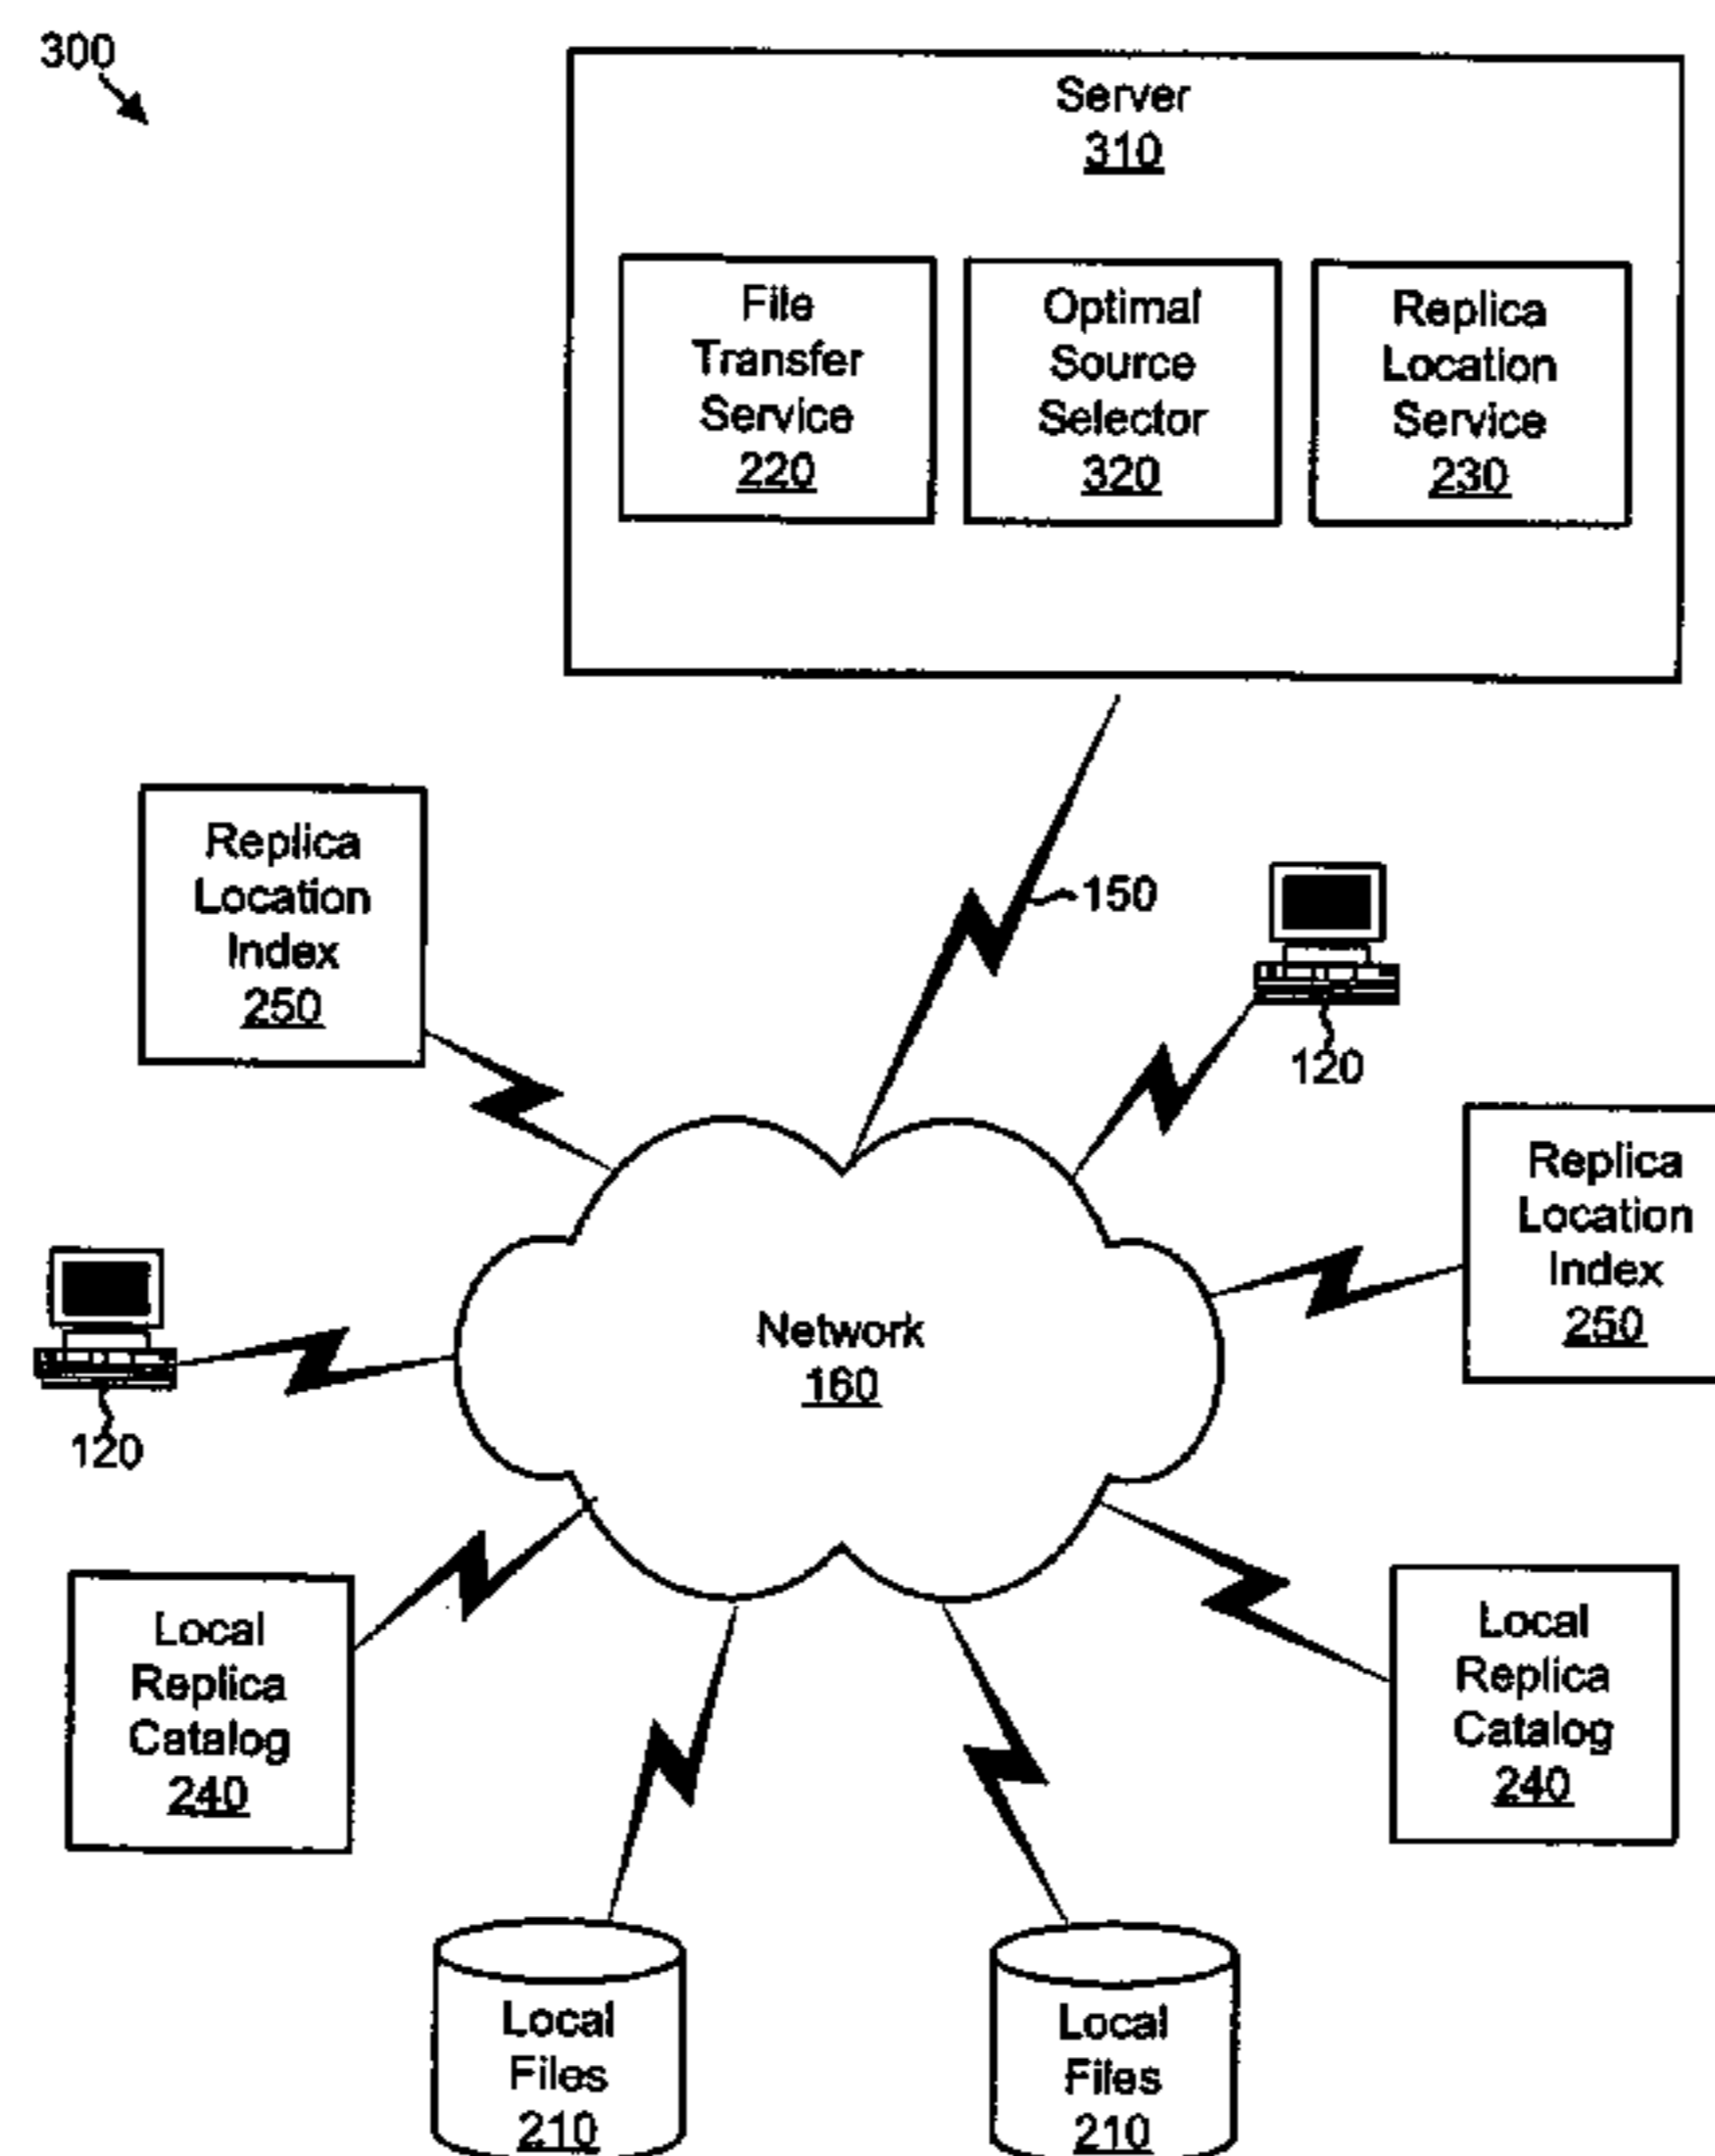 300
Server
310
File
Transfer
Service
220
Optimal
Source
Selector
320
Replica
Location
Service
230
Replica
Location
Index
250
150
120
Replica
Location
Index
250
Network
160
120
Local
Replica
Catalog
240
Local
Replica
Catalog
240
Local
Files
210
Local
Files
210